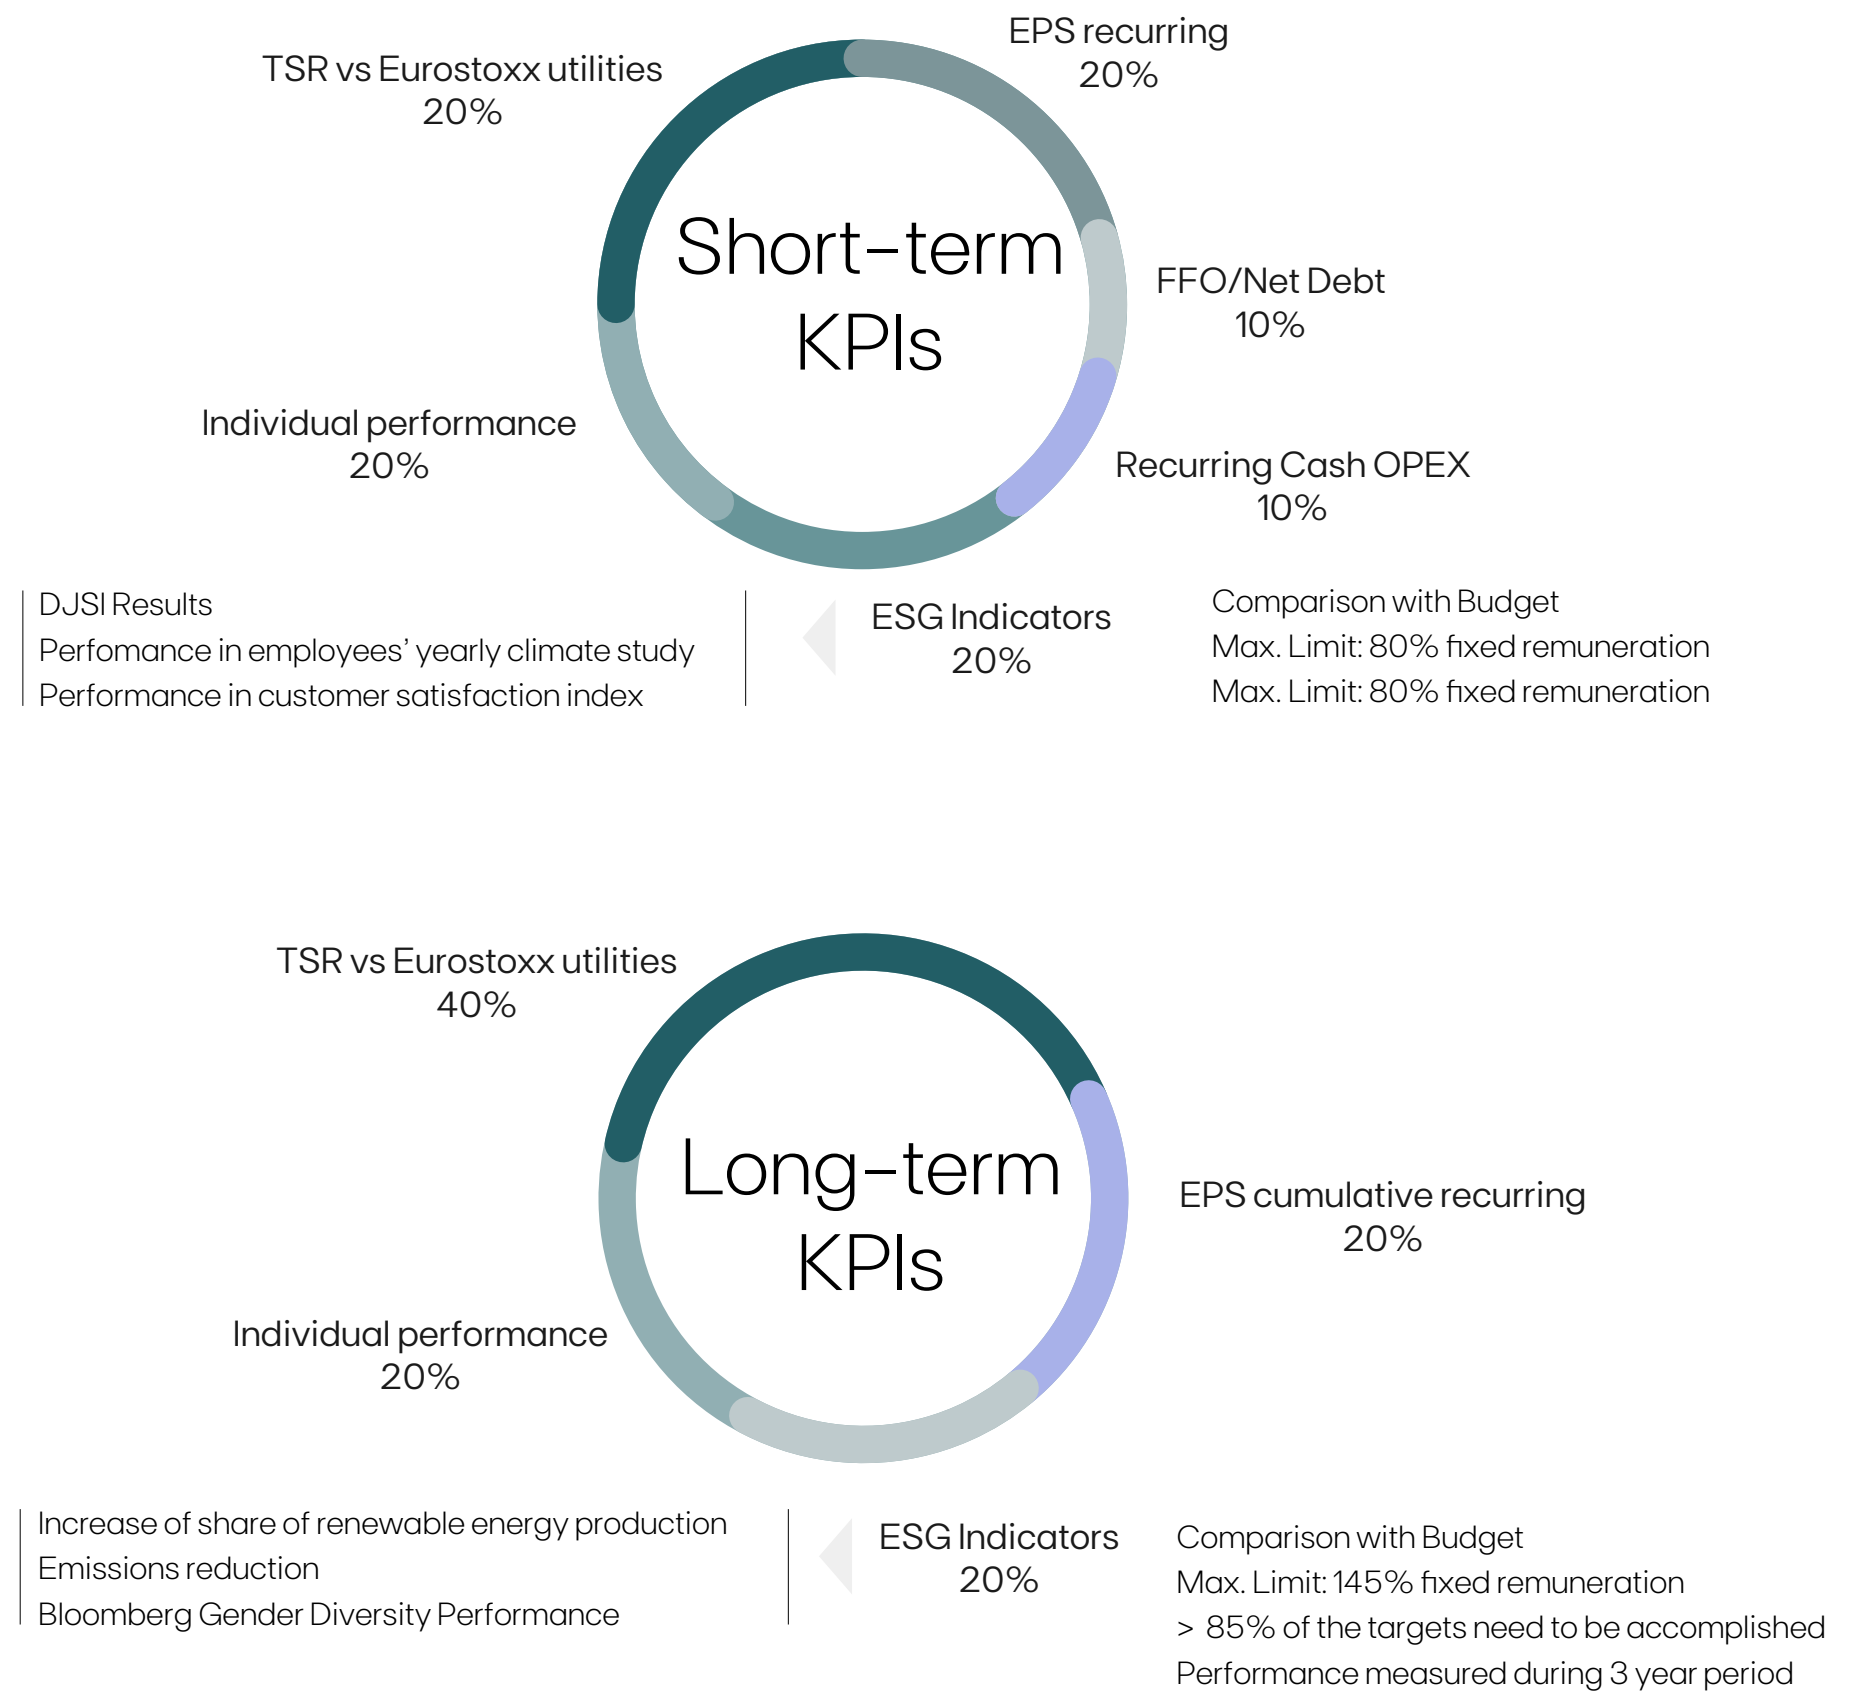 EPS recurring
20%
TSR vs Eurostoxx utilities
20%
Short-term
KPIs
FFO/Net Debt
10%
Individual performance
20%
Recurring Cash OPEX
10%
DJSI Results
Perfomance in employees’ yearly climate study
Performance in customer satisfaction index
ESG Indicators
20%
Comparison with Budget
Max. Limit: 80% fixed remuneration
Max. Limit: 80% fixed remuneration
TSR vs Eurostoxx utilities
40%
Long-term
KPIs
EPS cumulative recurring
20%
Individual performance
20%
Increase of share of renewable energy production
Emissions reduction
Bloomberg Gender Diversity Performance
ESG Indicators
20%
Comparison with Budget
Max. Limit: 145% fixed remuneration
> 85% of the targets need to be accomplished
Performance measured during 3 year period